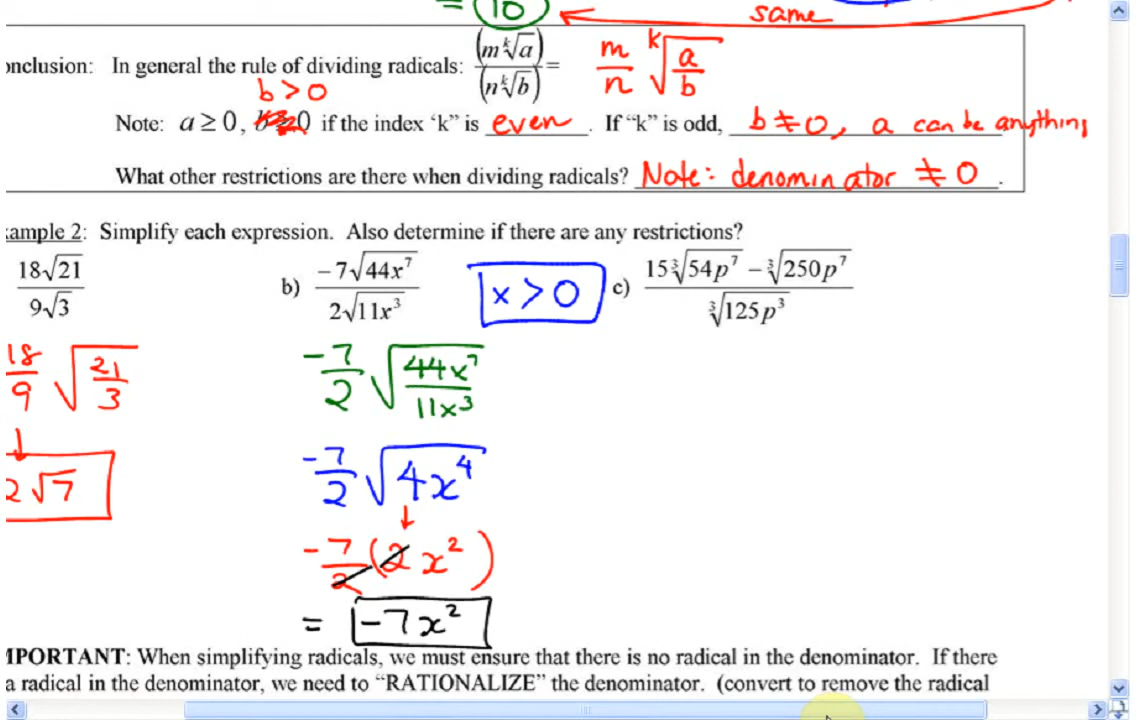 = 10 same
onclusion: In general the rule of dividing radicals: (m ᵏ√a)/(n ᵏ√b) = m/n ᵏ√(a/b)
b > 0
Note: a ≥ 0, 0 if the index 'k" is even. If "k" is odd, b ≠ 0, a can be anything
What other restrictions are there when dividing radicals? Note: denominator ≠ 0.
ample 2: Simplify each expression. Also determine if there are any restrictions?
18√21/9√3 b) -7√44x⁷/2√11x³ x > 0 c) (15∛54p⁷ - ∛250p⁷)/∛125p³
18/9 √(21/3) -7/2 √(44x⁷/11x³)
2√7 -7/2 √4x⁴
-7/2 (2x²)
= -7x²
MPORTANT: When simplifying radicals, we must ensure that there is no radical in the denominator. If there
a radical in the denominator, we need to "RATIONALIZE" the denominator. (convert to remove the radical